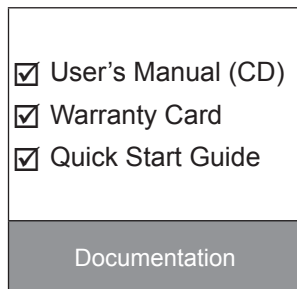 ☑ User’s Manual (CD)
☑ Warranty Card
☑ Quick Start Guide
Documentation